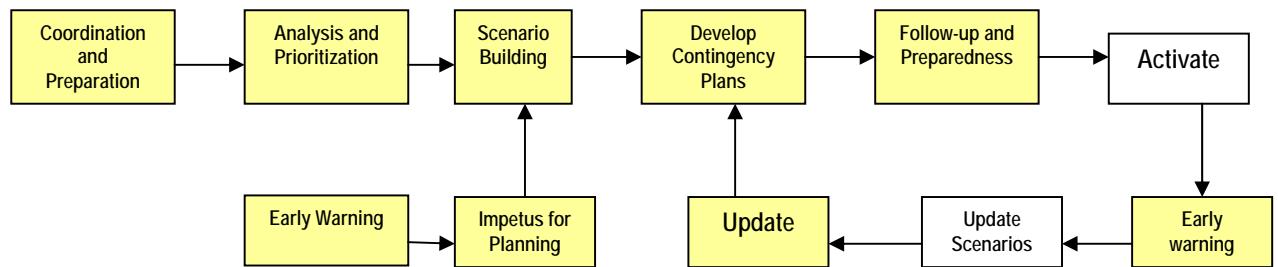 Coordination
and
Preparation
Analysis and
Prioritization
Scenario
Building
Develop
Contingency
Plans
Follow-up and
Preparedness
Activate
Early Warning
Impetus for
Planning
Update
Update
Scenarios
Early
warning